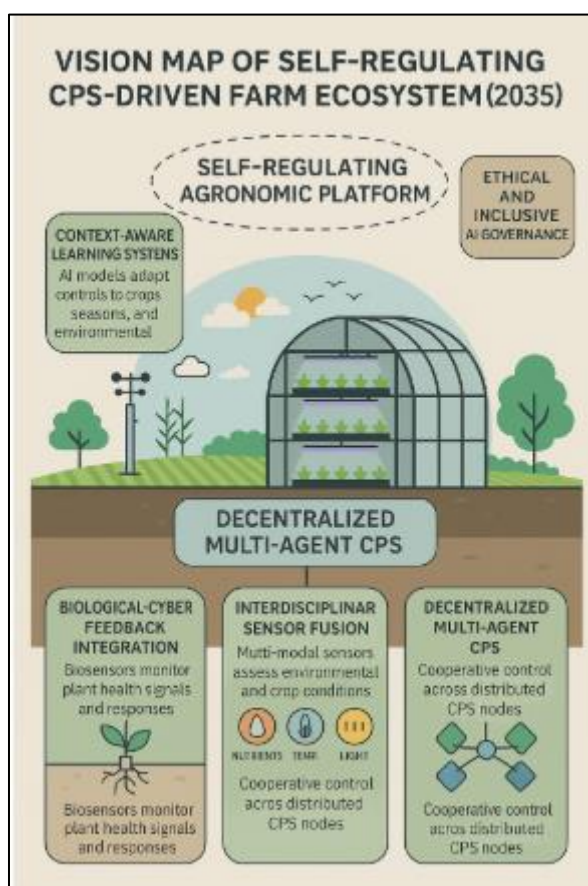 VISION MAP OF SELF-REGULATING
CPS-DRIVEN FARM ECOSYSTEM (2035)
SELF-REGULATING
AGRONOMIC PLATFORM
ETHICAL AND
INCLUSIVE
AI GOVERNANCE
CONTEXT-AWARE
LEARNING SYSTENS
AI models adapt
controls to crops
seasons, and
environmental
DECENTRALIZED
MULTI-AGENT CPS
BIOLOGICAL-CYBER
FEEDBACK
INTEGRATION
Biosensors monitor
plant health signals
and responses
Biosensors monitor
plant health signals
and responses
INTERDISCIPLINAR
SENSOR FUSION
Mutti-modal sensors
assess environmental
and crop conditions
NUTRIENTS TEMR LIGHT
Cooperative control
acros distributed
CPS nodes
DECENTRALIZED
MULTI-AGENT
CPS
Cooperative control
across distributed
CPS nodes
Cooperative control
acros distributed
CPS nodes